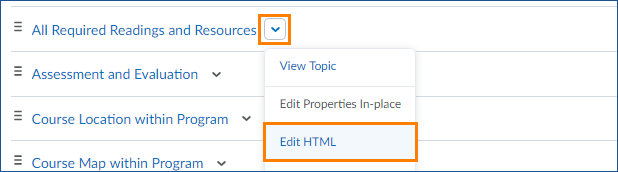 All Required Readings and Resources
View Topic
Assessment and Evaluation
Edit Properties In-place
Course Location within Program
Edit HTML
Course Map within Program